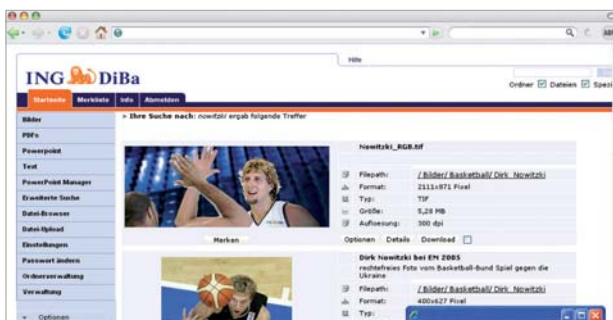 Hilfe
ING DiBa
Ordner Dateien Spezi
Startseite Merkliste Info Abmelden
Bilder
PDFs
Powerpoint
Text
PowerPoint Manager
Erweiterte Suche
Datei-Browser
Datei-Upload
Einstellungen
Passwort ändern
Ordnerverwaltung
Verwaltung
Optionen
» Ihre Suche nach: nowitzki ergab folgende Treffer
Nowitzki_RGB.tif
Filepath: / Bilder/ Basketball/ Dirk_Nowitzki
Format: 2111x871 Pixel
Typ: TIF
Größe: 5,28 MB
Aufloesung: 300 dpi
Merken
Optionen Details Download
Dirk Nowitzki bei EM 2005
rechtefreies Foto vom Basketball-Bund Spiel gegen die
Ukraine
Filepath: / Bilder/ Basketball/ Dirk_Nowitzki
Format: 400x627 Pixel
Typ: